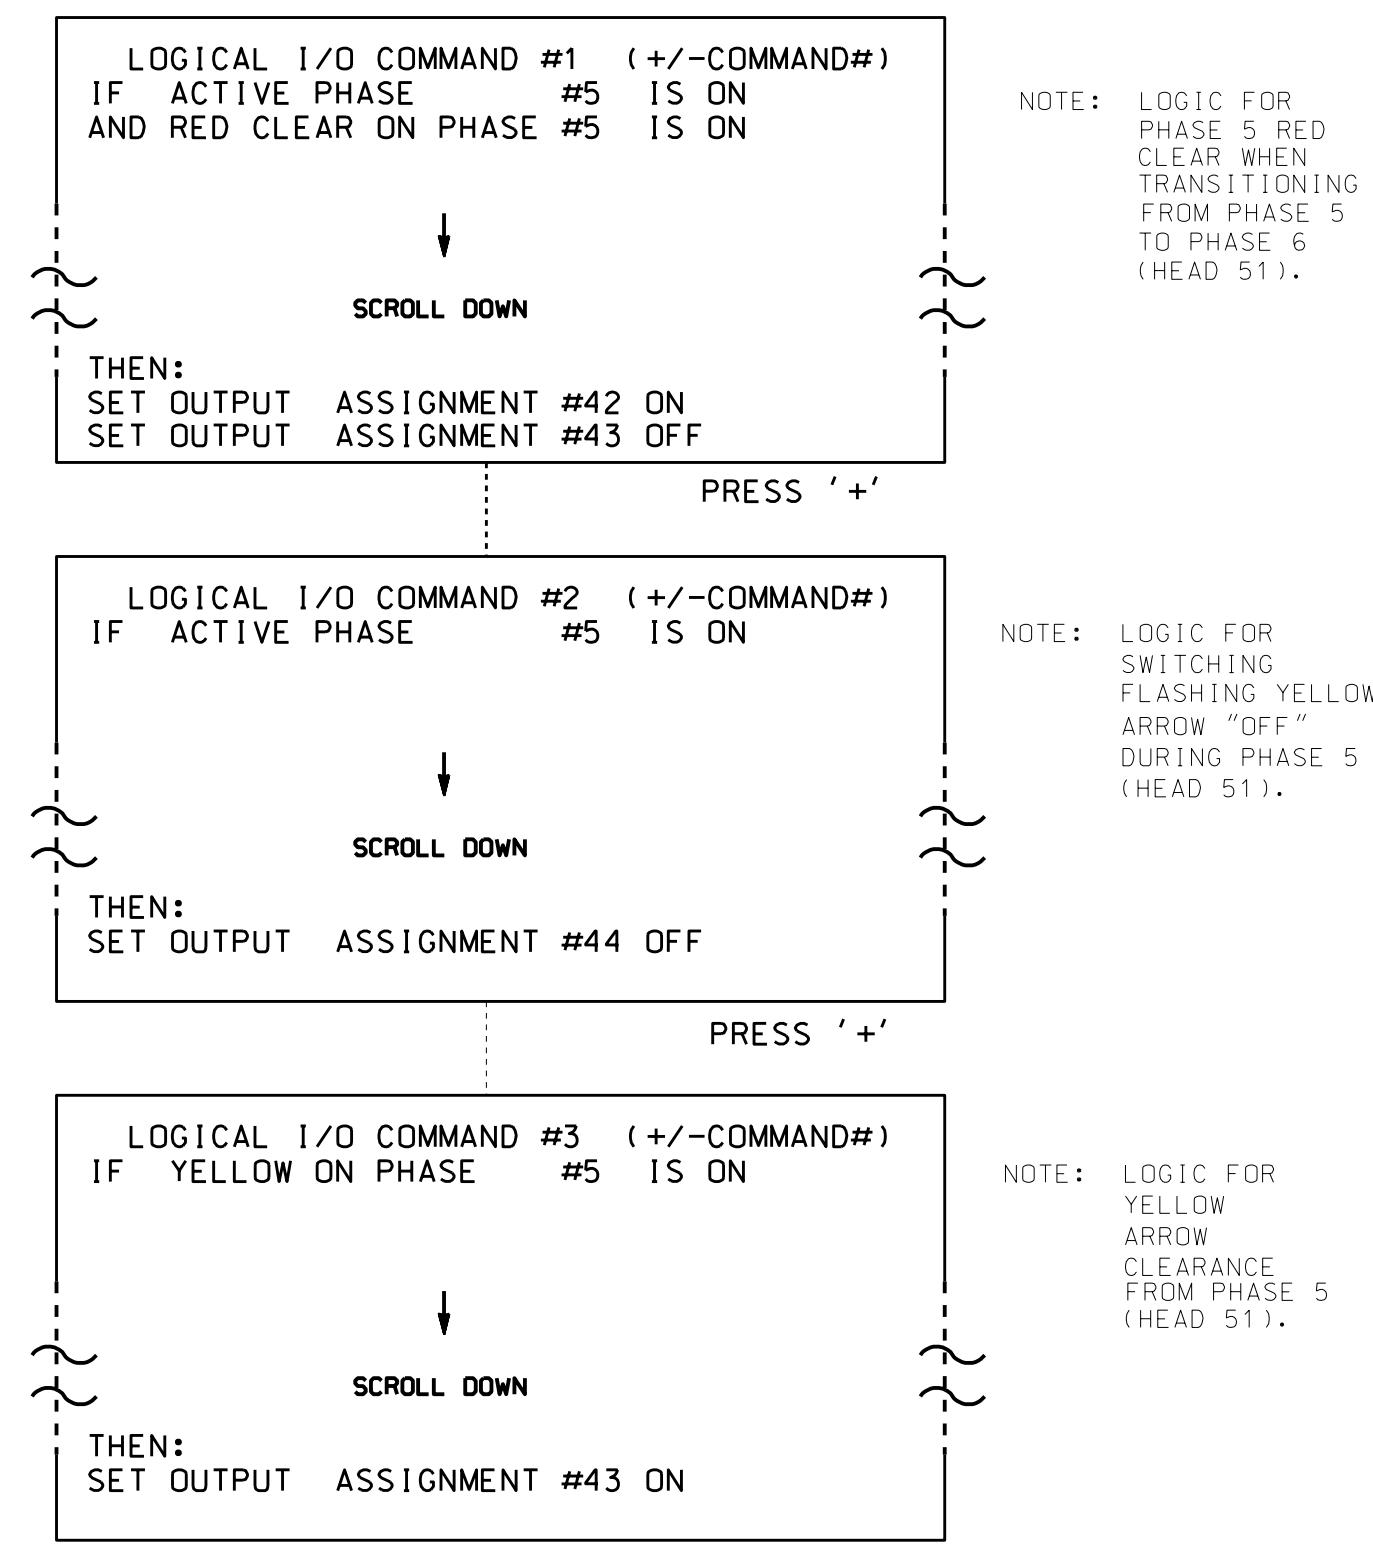 LOGICAL I/O COMMAND #1 (+/-COMMAND#)
IF ACTIVE PHASE #5 IS ON
AND RED CLEAR ON PHASE #5 IS ON
SCROLL DOWN
THEN:
SET OUTPUT ASSIGNMENT #42 ON
SET OUTPUT ASSIGNMENT #43 OFF
NOTE: LOGIC FOR
PHASE 5 RED
CLEAR WHEN
TRANSITIONING
FROM PHASE 5
TO PHASE 6
(HEAD 51).
PRESS '+'
LOGICAL I/O COMMAND #2 (+/-COMMAND#)
IF ACTIVE PHASE #5 IS ON
SCROLL DOWN
THEN:
SET OUTPUT ASSIGNMENT #44 OFF
NOTE: LOGIC FOR
SWITCHING
FLASHING YELLOW
ARROW "OFF"
DURING PHASE 5
(HEAD 51).
PRESS '+'
LOGICAL I/O COMMAND #3 (+/-COMMAND#)
IF YELLOW ON PHASE #5 IS ON
SCROLL DOWN
THEN:
SET OUTPUT ASSIGNMENT #43 ON
NOTE: LOGIC FOR
YELLOW
ARROW
CLEARANCE
FROM PHASE 5
(HEAD 51).